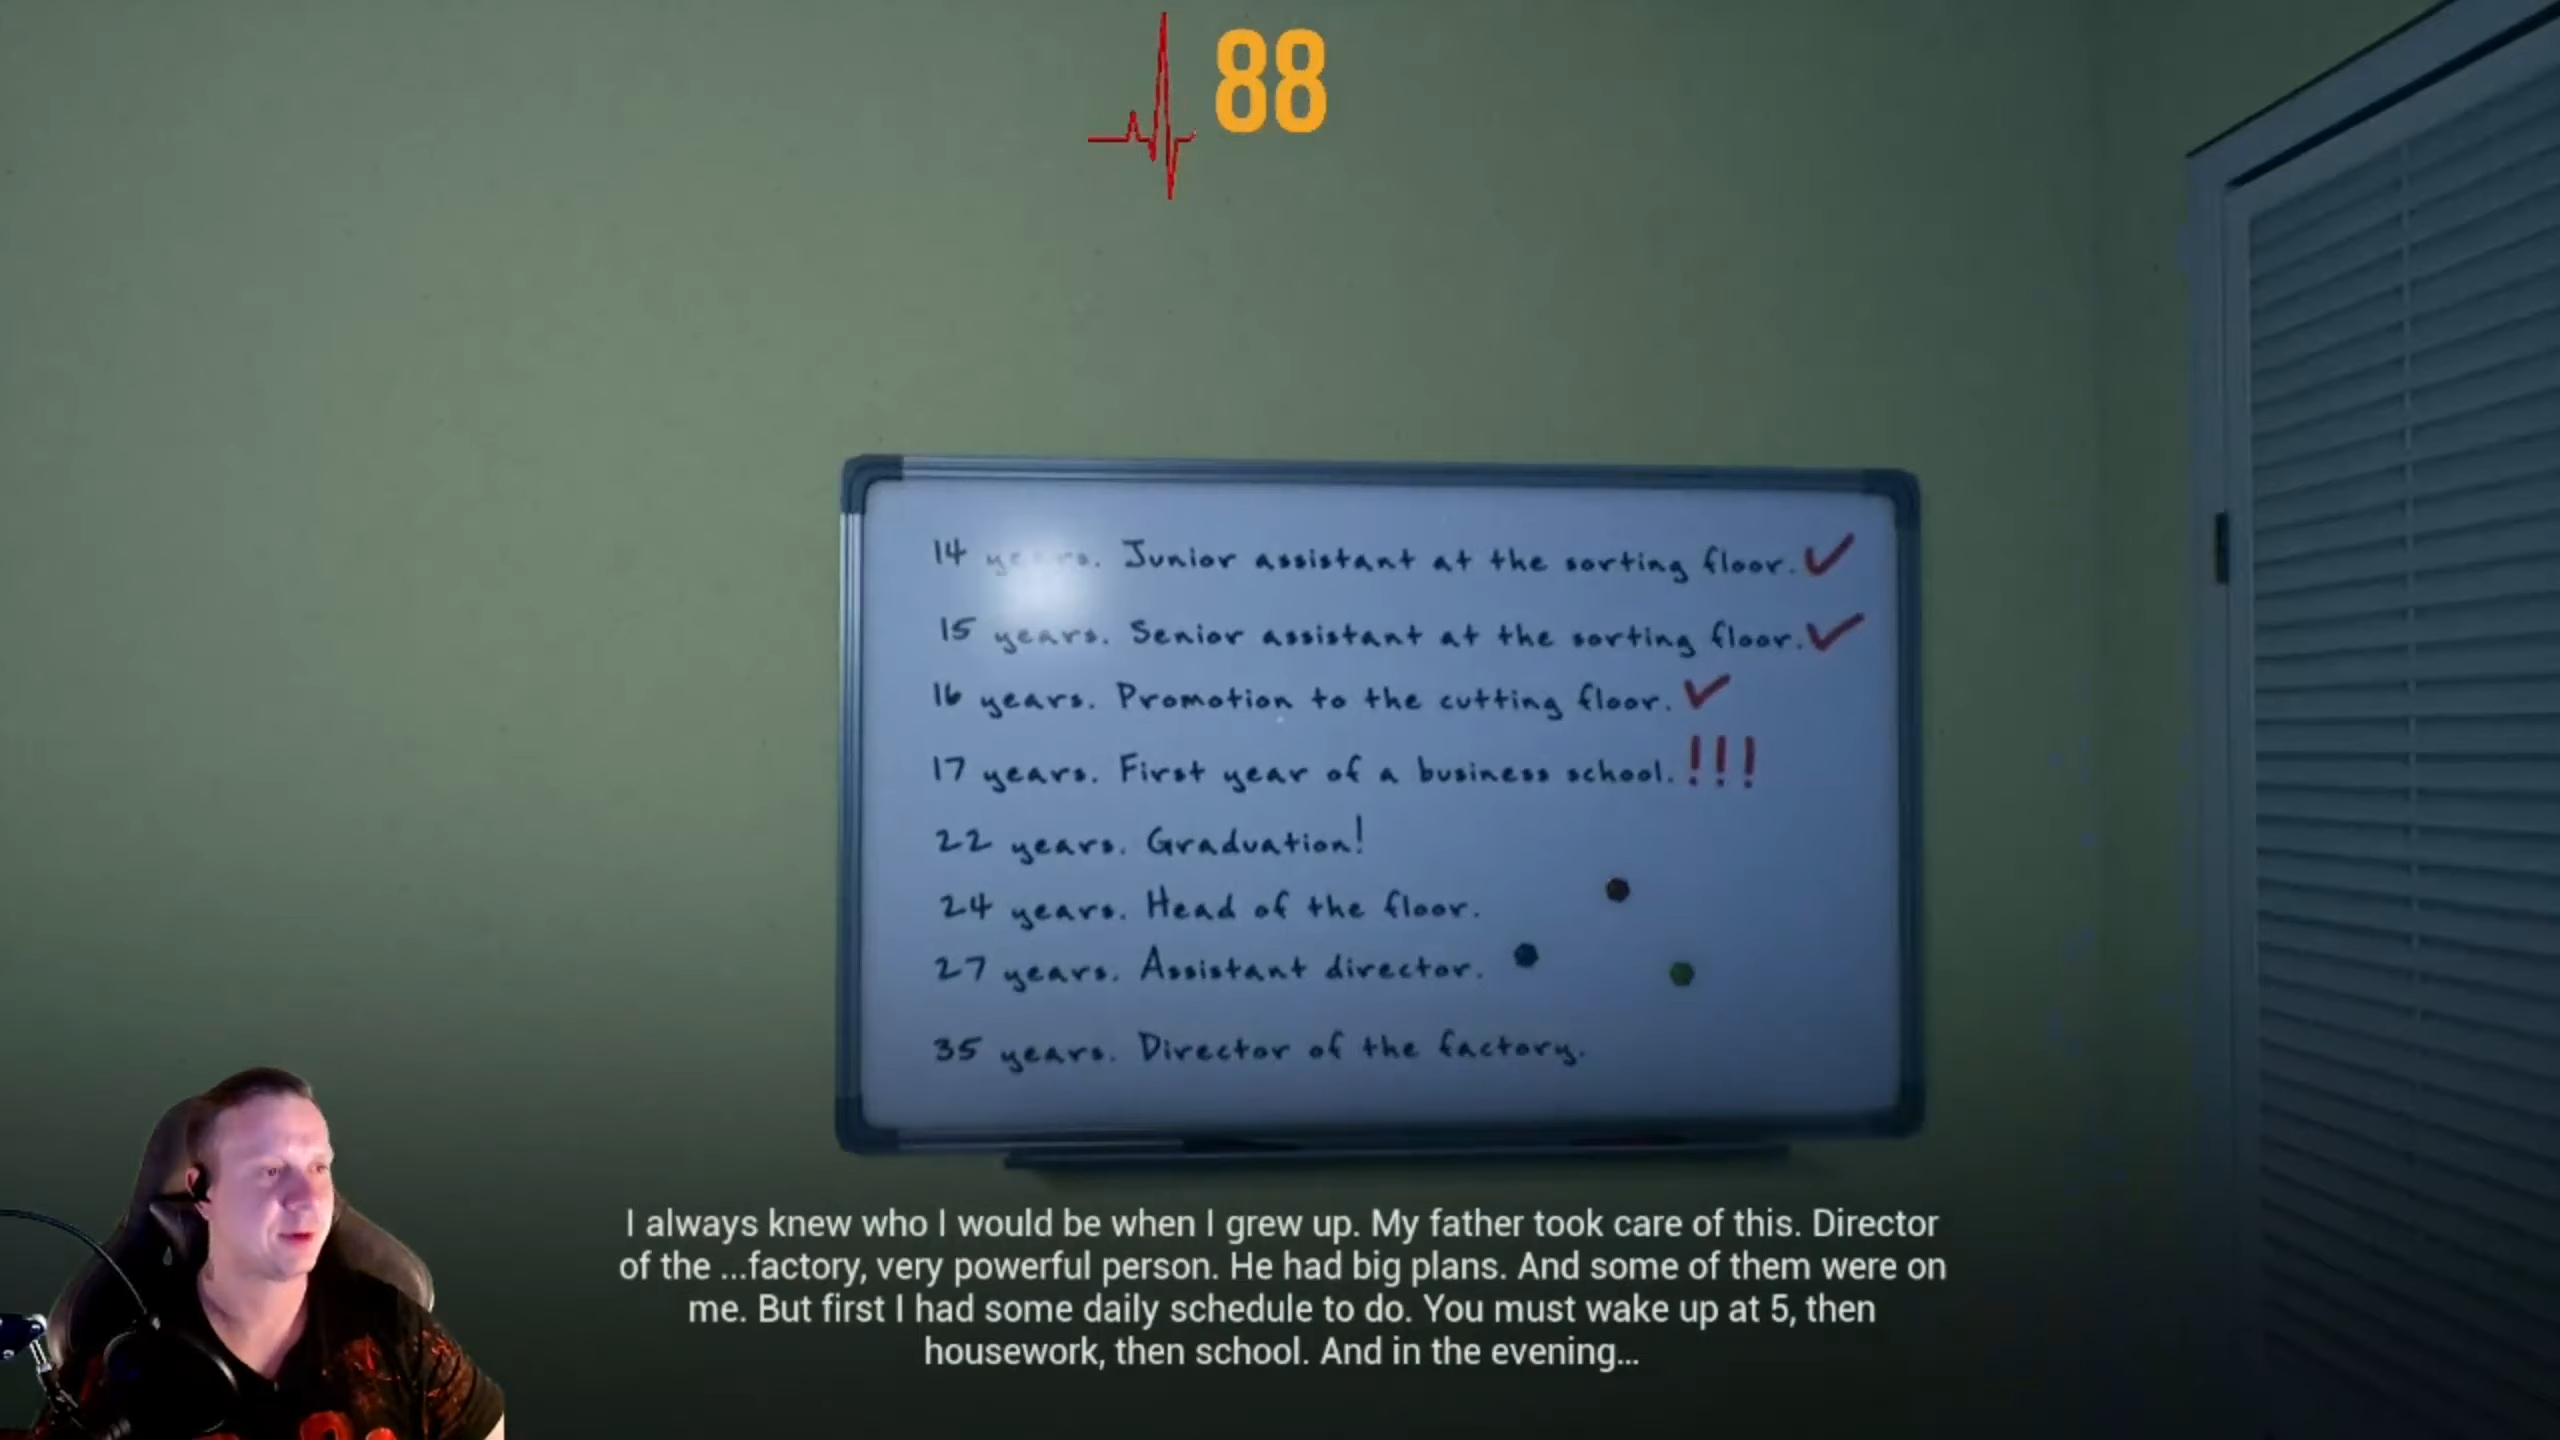 88
14 years. Junior assistant at the sorting floor.
15 years. Senior assistant at the sorting floor.
16 years. Promotion to the cutting floor.
17 years. First year of a business school.!!!
22 years. Graduation!
24 years. Head of the floor.
27 years. Assistant director.
35 years. Director of the factory.
I always knew who I would be when I grew up. My father took care of this. Director
of the ...factory, very powerful person. He had big plans. And some of them were on
me. But first I had some daily schedule to do. You must wake up at 5, then
housework, then school. And in the evening...